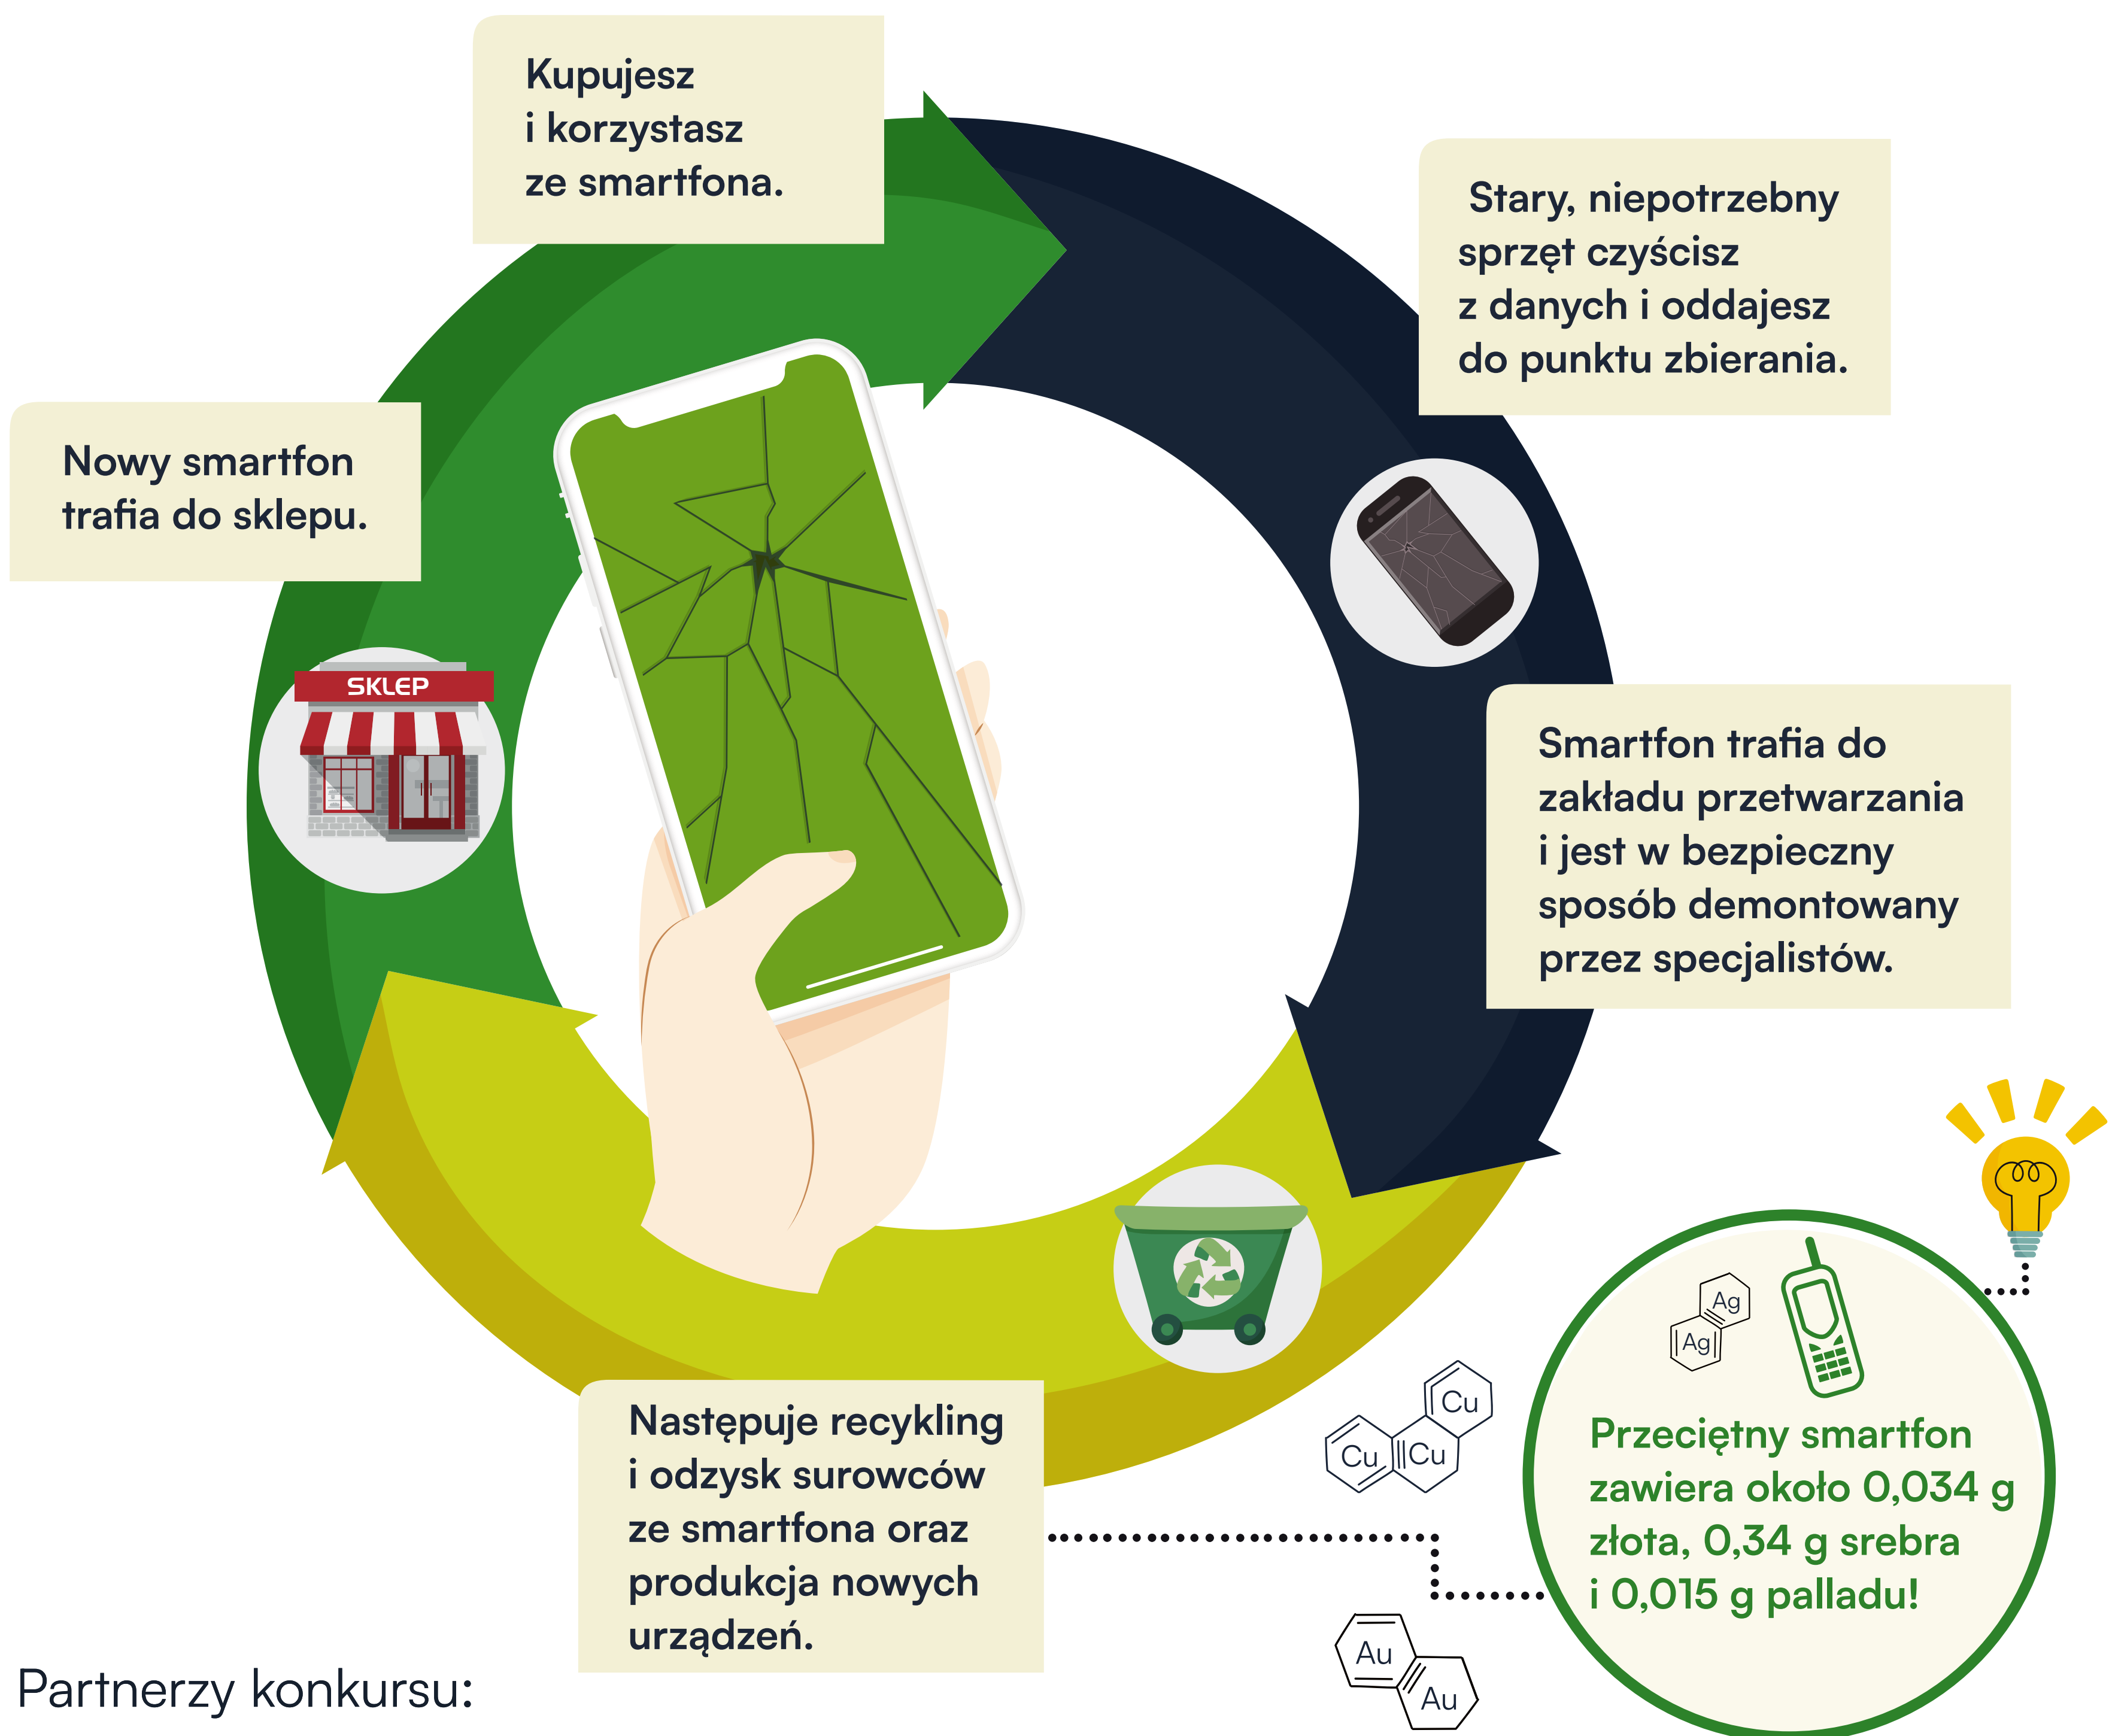 Kupujesz
i korzystasz
ze smartfona.
Stary, niepotrzebny
sprzęt czyścisz
z danych i oddajesz
do punktu zbierania.
Nowy smartfon
trafia do sklepu.
SKLEP
Smartfon trafia do
zakładu przetwarzania
i jest w bezpieczny
sposób demontowany
przez specjalistów.
Następuje recykling
i odzysk surowców
ze smartfona oraz
produkcja nowych
urządzeń.
Ag
Ag
Cu
Cu
Cu
Przeciętny smartfon
zawiera około 0,034 g
złota, 0,34 g srebra
i 0,015 g palladu!
Au
Au
Partnerzy konkursu: